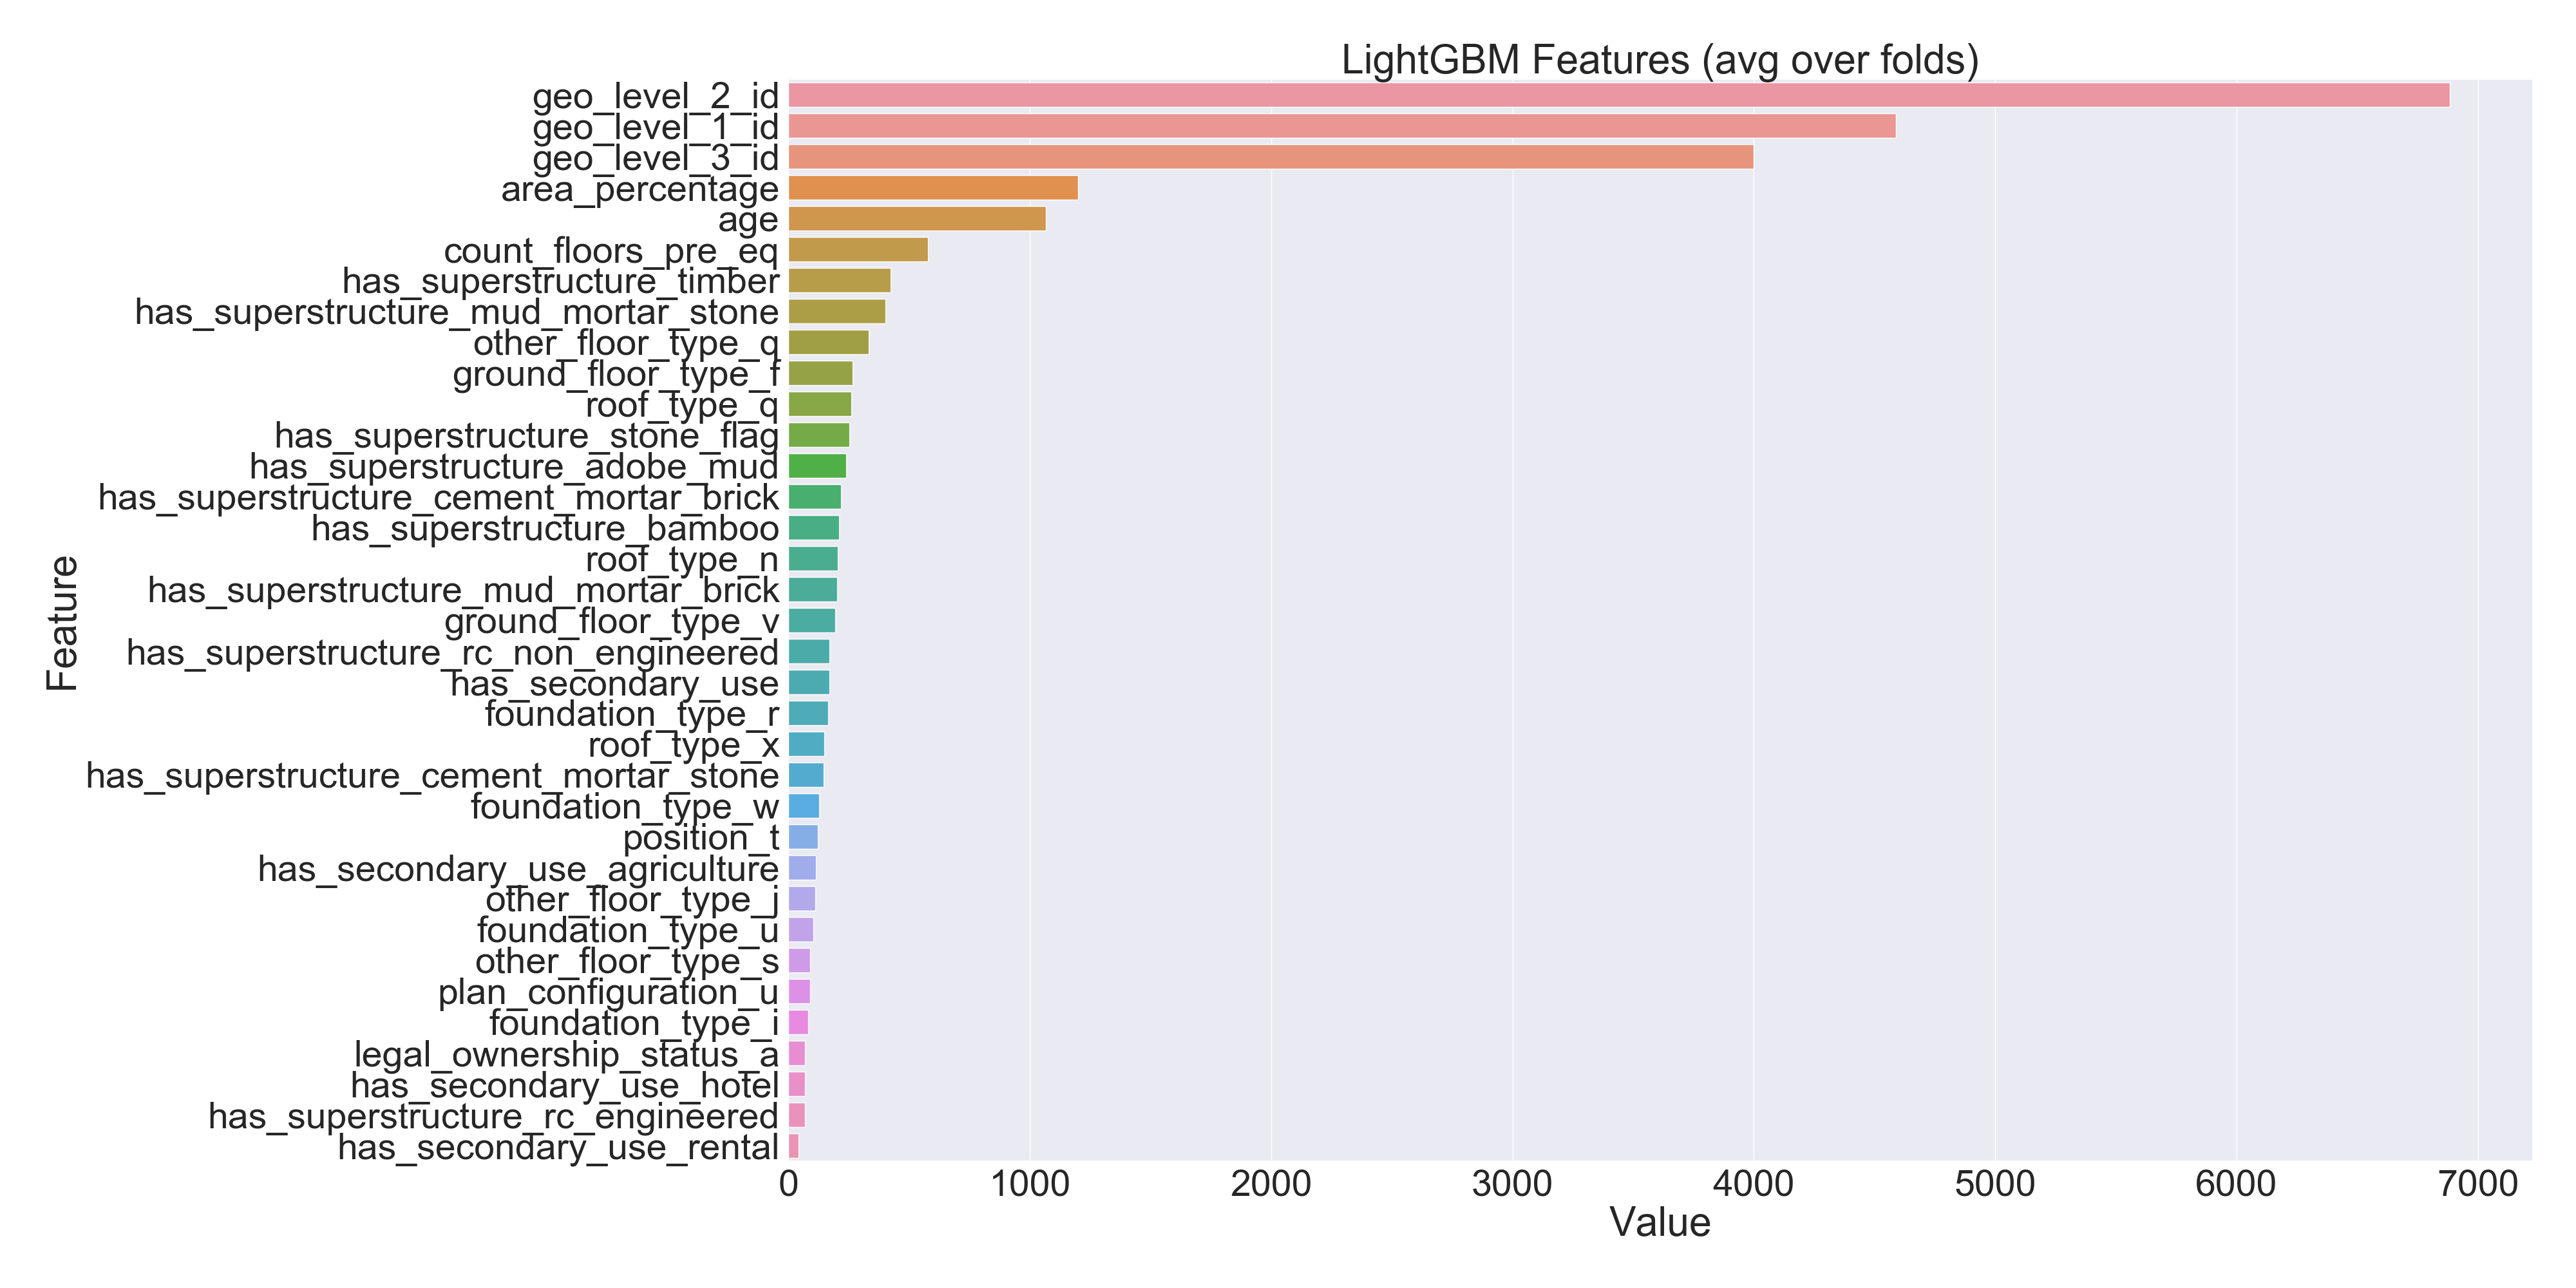 LightGBM Features (avg over folds)
geo_level_2_id
geo_level_1_id
geo_level_3_id
area_percentage
age
count_floors_pre_eq
has_superstructure_timber
has_superstructure_mud_mortar_stone
other_floor_type_q
ground_floor_type_f
roof_type_q
has_superstructure_stone_flag
has_superstructure_adobe_mud
has_superstructure_cement_mortar_brick
has_superstructure_bamboo
roof_type_n
has_superstructure_mud_mortar_brick
ground_floor_type_v
has_superstructure_rc_non_engineered
has_secondary_use
foundation_type_r
roof_type_x
has_superstructure_cement_mortar_stone
foundation_type_w
position_t
has_secondary_use_agriculture
other_floor_type_j
foundation_type_u
other_floor_type_s
plan_configuration_u
foundation_type_i
legal_ownership_status_a
has_secondary_use_hotel
has_superstructure_rc_engineered
has_secondary_use_rental
Feature
0 1000 2000 3000 4000 5000 6000 7000
Value